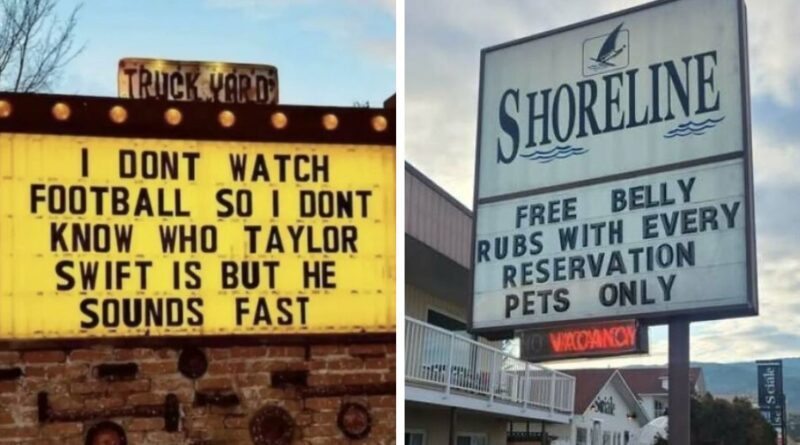 TRUCK YARD
I DONT WATCH
FOOTBALL SO I DONT
KNOW WHO TAYLOR
SWIFT IS BUT HE
SOUNDS FAST
SHORELINE
FREE BELLY
RUBS WITH EVERY
RESERVATION
PETS ONLY
VACANCY